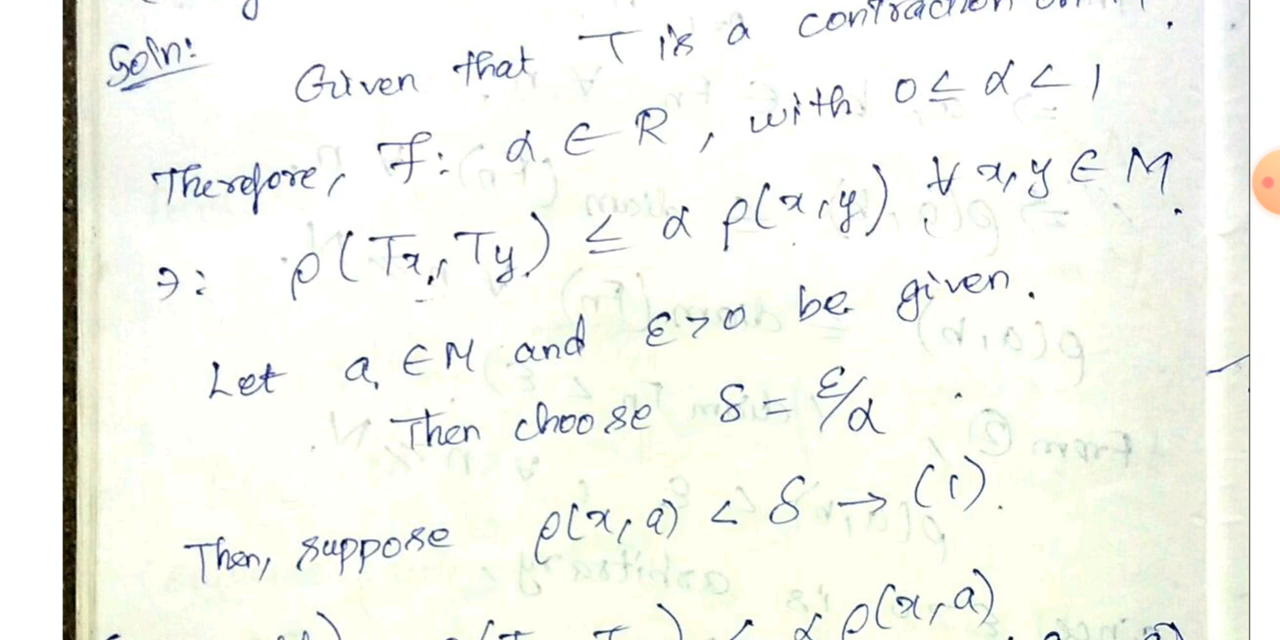 Soln:
Given that T is a contraction on
Therefore, ∃: α ∈ R, with 0 ≤ α < 1
∋: ρ(Tx, Ty) ≤ α ρ(x,y) ∀ x,y ∈ M.
Let a ∈ M and ε>0 be given.
Then choose δ = ε/α
Then, suppose ρ(x,a) < δ → (1).
α ρ(x,a)